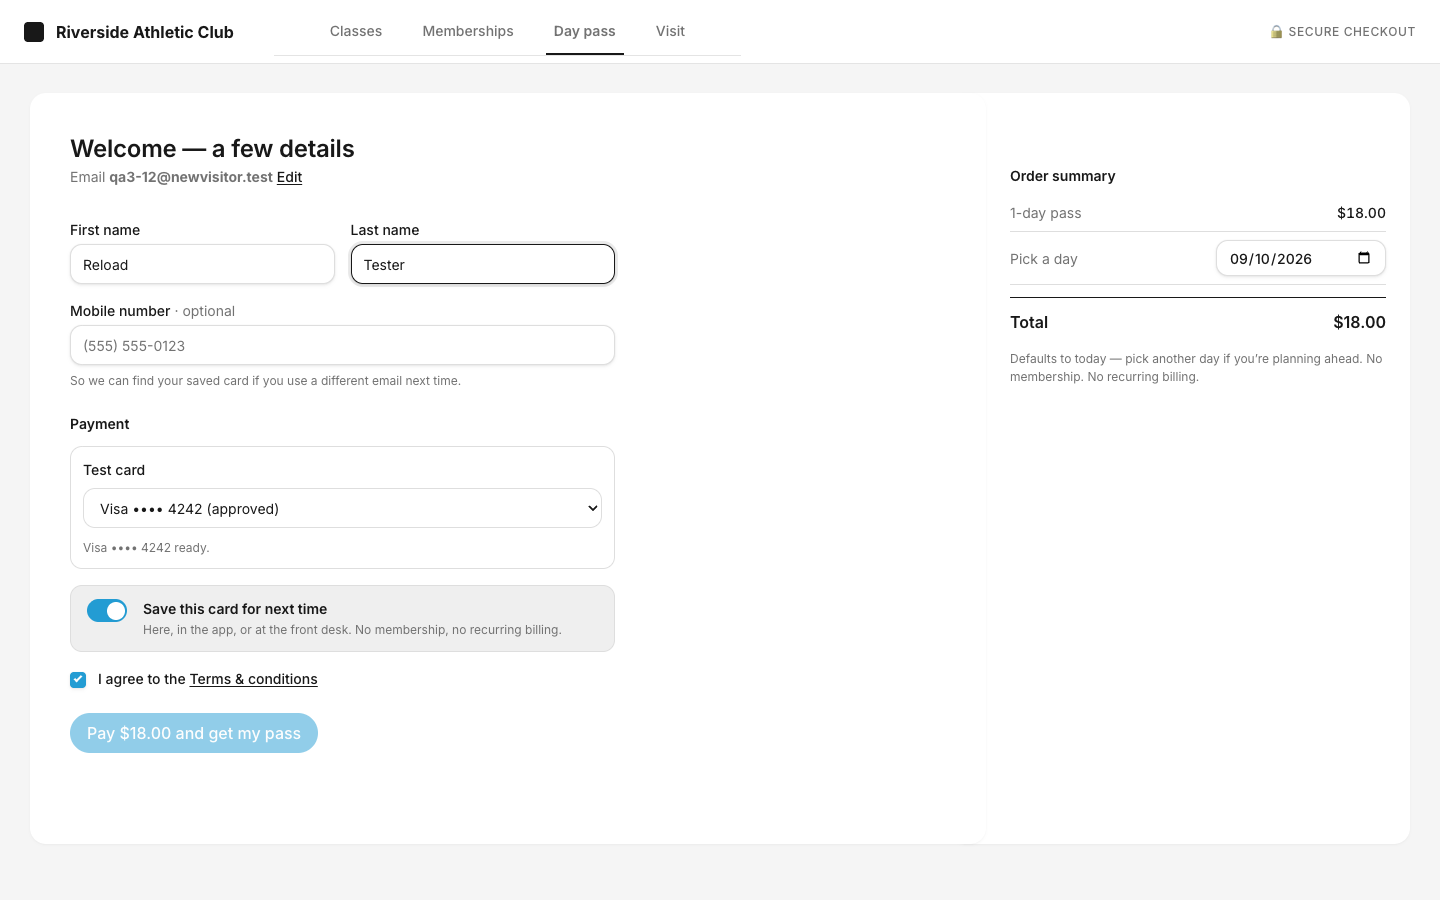 Riverside Athletic Club
Classes Memberships Day pass Visit
SECURE CHECKOUT
Welcome — a few details
Email qa3-12@newvisitor.test Edit
First name Last name
Reload Tester
Mobile number · optional
(555) 555-0123
So we can find your saved card if you use a different email next time.
Payment
Test card
Visa •••• 4242 (approved)
Visa •••• 4242 ready.
Save this card for next time
Here, in the app, or at the front desk. No membership, no recurring billing.
I agree to the Terms & conditions
Pay $18.00 and get my pass
Order summary
1-day pass $18.00
Pick a day 09/10/2026
Total $18.00
Defaults to today — pick another day if you're planning ahead. No
membership. No recurring billing.